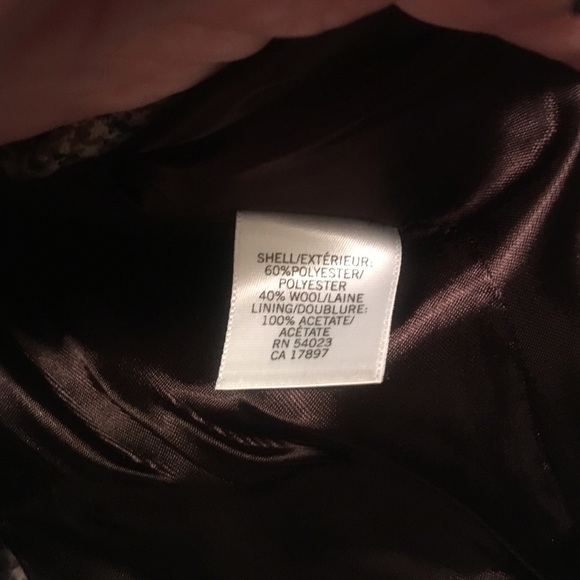 SHELL/EXTÉRIEUR:
60%POLYESTER/
POLYESTER
40% WOOL/LAINE
LINING/DOUBLURE:
100% ACETATE/
ACÉTATE
RN 54023
CA 17897